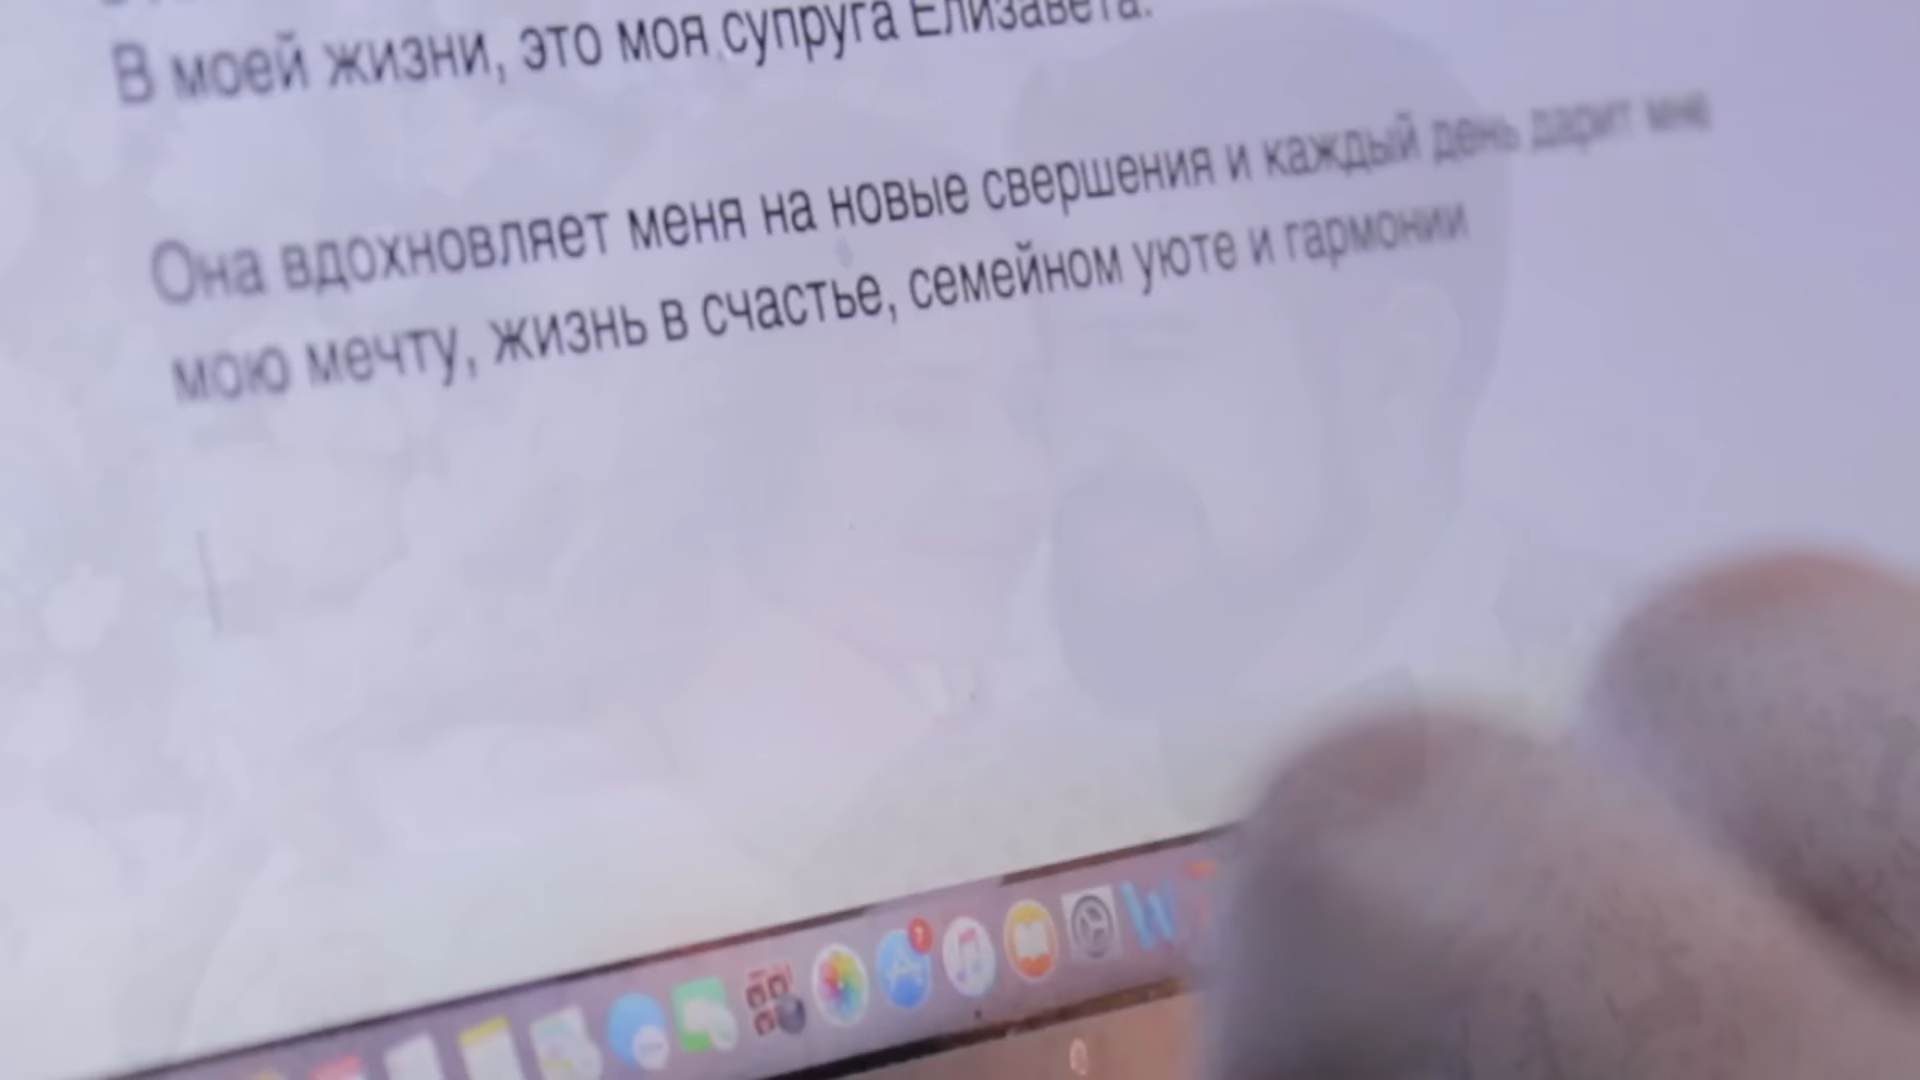 В моей жизни, это моя супруга Елизавета.
Она вдохновляет меня на новые свершения и каждый день дарит мне
мою мечту, жизнь в счастье, семейном уюте и гармонии